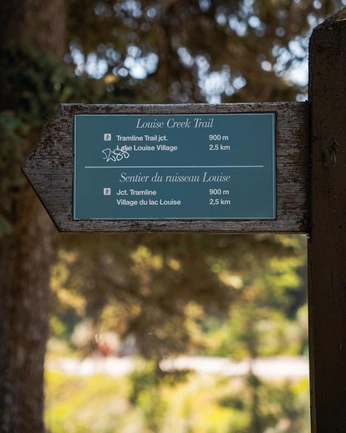 Louise Creek Trail
Tramline Trail jct. 900 m
Lake Louise Village 2.5 km
Sentier du ruisseau Louise
Jct. Tramline 900 m
Village du lac Louise 2.5 km